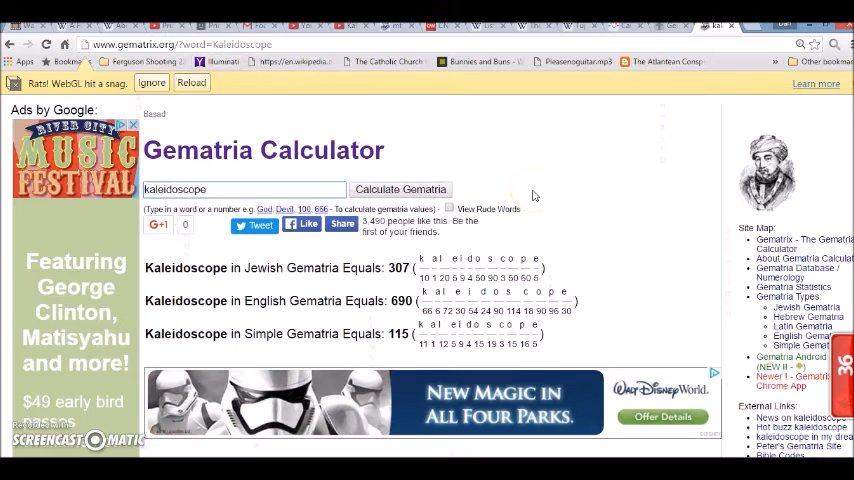 www.gematrix.org/?word=Kaleidoscope
Apps
Ferguson Shooting
Illuminati
https://en.wikipedia.
The Catholic Church
Bunnies and Buns - W
Pleasenoguitar.mp3
The Atlantean Consp
Other bookmar
Rats! WebGL hit a snag.
Ignore
Reload
Learn more
Ads by Google:
RIVER CITY
MUSIC
FESTIVAL
Featuring
George
Clinton,
Matisyahu
and more!
$49 early bird
passes
Recorded with
SCREENCAST-O-MATIC
Based
Gematria Calculator
kaleidoscope
Calculate Gematria
(Type in a word or a number e.g. God, Devil, 100, 666 - To calculate gematria values) - View Rude Words
G+1
0
Tweet
Like
Share
3,490 people like this. Be the
first of your friends.
Kaleidoscope in Jewish Gematria Equals: 307 (
k a l e i d o s c o p e
10 1 20 5 9 4 50 90 3 50 60 5
)
Kaleidoscope in English Gematria Equals: 690 (
k a l e i d o s c o p e
66 6 72 30 54 24 90 114 18 90 96 30
)
Kaleidoscope in Simple Gematria Equals: 115 (
k a l e i d o s c o p e
11 1 12 5 9 4 15 19 3 15 16 5
)
NEW MAGIC IN
ALL FOUR PARKS.
WALT DISNEY World.
Offer Details
Site Map:
Gematrix - The Gematria
Calculator
About Gematria Calculat
Gematria Database /
Numerology
Gematria Statistics
Gematria Types:
Jewish Gematria
Hebrew Gematria
Latin Gematria
English Gema
Simple Gemat
Gematria Android
(NEW !! -
Newer ! - Gematrix
Chrome App
36
External Links:
News on kaleidoscope
Hot buzz kaleidoscope
kaleidoscope in my drea
Peter's Gematria Site
Bible Codes